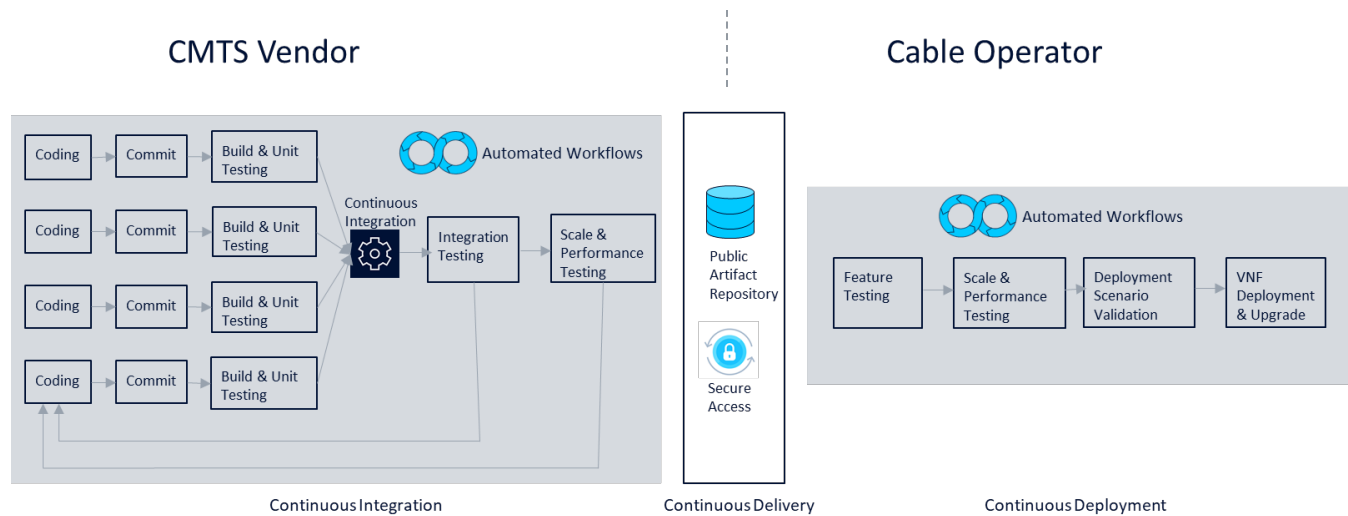 CMTS Vendor
Cable Operator
Coding
Commit
Build & Unit
Testing
Automated Workflows
Coding
Commit
Build & Unit
Testing
Continuous
Integration
Integration
Testing
Scale &
Performance
Testing
Coding
Commit
Build & Unit
Testing
Coding
Commit
Build & Unit
Testing
Public
Artifact
Repository
Secure
Access
Automated Workflows
Feature
Testing
Scale &
Performance
Testing
Deployment
Scenario
Validation
VNF
Deployment
& Upgrade
Continuous Integration
Continuous Delivery
Continuous Deployment